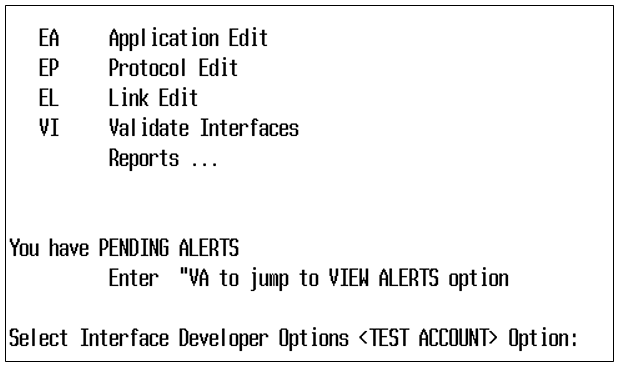 EA Application Edit
EP Protocol Edit
EL Link Edit
VI Validate Interfaces
Reports ...
You have PENDING ALERTS
Enter "VA to jump to VIEW ALERTS option
Select Interface Developer Options <TEST ACCOUNT> Option: